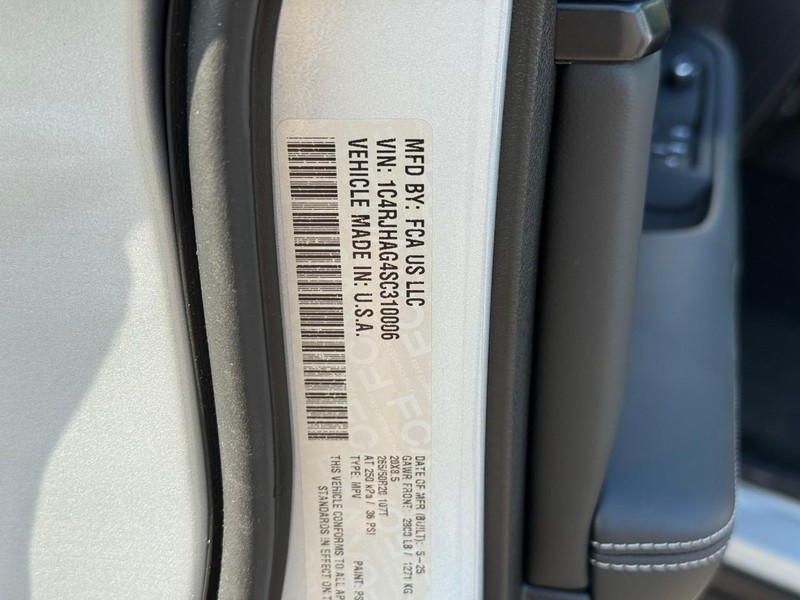 MFD BY: FCA US LLC
VIN: 1C4RJHAG4SC310006
VEHICLE MADE IN: U.S.A.
DATE OF MFR (BUILT): 5-25
GAWR FRONT: 2803 LB / 1271 KG
20X8.5
265/50R20 107T
AT 250 kPa / 36 PSI
TYPE: MPV PAINT:
THIS VEHICLE CONFORMS TO ALL
STANDARDS IN EFFECT ON